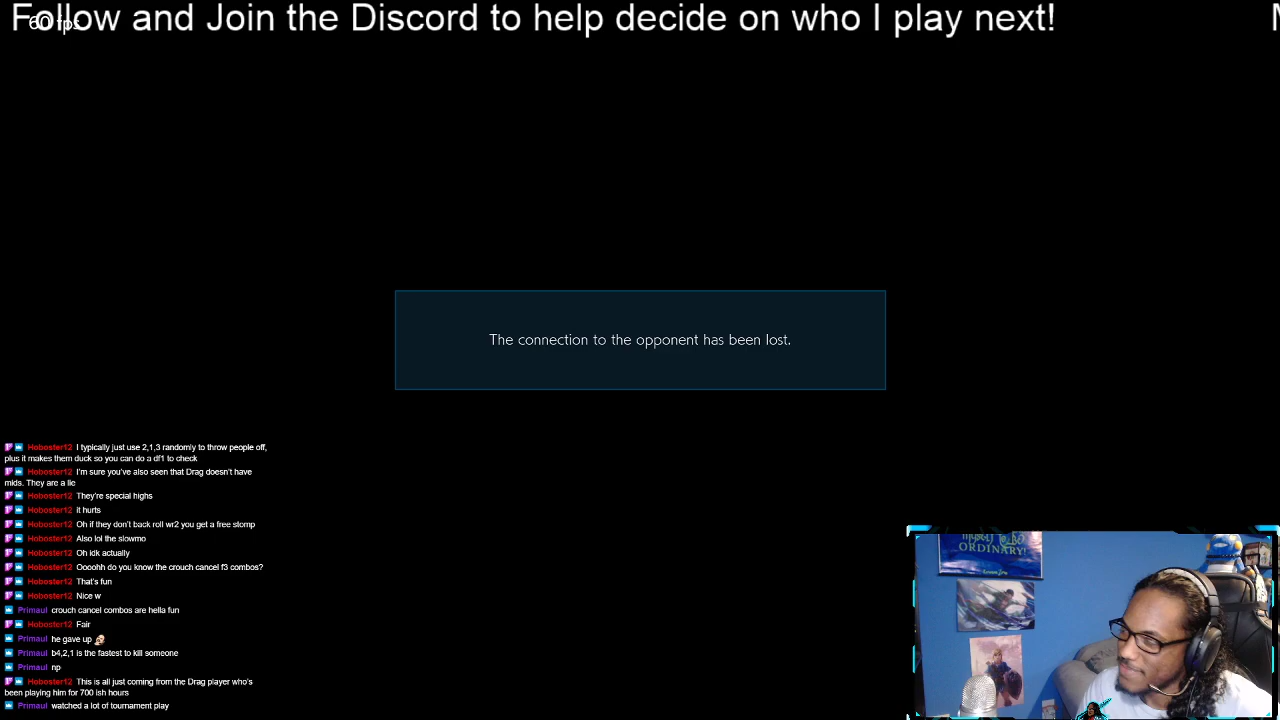 Follow and Join the Discord to help decide on who I play next!
60 fps
The connection to the opponent has been lost.
Hoboster12 I typically just use 2,1,3 randomly to throw people off,
plus it makes them duck so you can do a df1 to check
Hoboster12 I'm sure you've also seen that Drag doesn't have
mids. They are a lie
Hoboster12 They're special highs
Hoboster12 it hurts
Hoboster12 Oh if they don't back roll wr2 you get a free stomp
Hoboster12 Also lol the slowmo
Hoboster12 Oh idk actually
Hoboster12 Oooohh do you know the crouch cancel f3 combos?
Hoboster12 That's fun
Hoboster12 Nice w
Primaul crouch cancel combos are hella fun
Hoboster12 Fair
Primaul he gave up
Primaul b4,2,1 is the fastest to kill someone
Primaul np
Hoboster12 This is all just coming from the Drag player who's
been playing him for 700 ish hours
Primaul watched a lot of tournament play
ORDINARY!